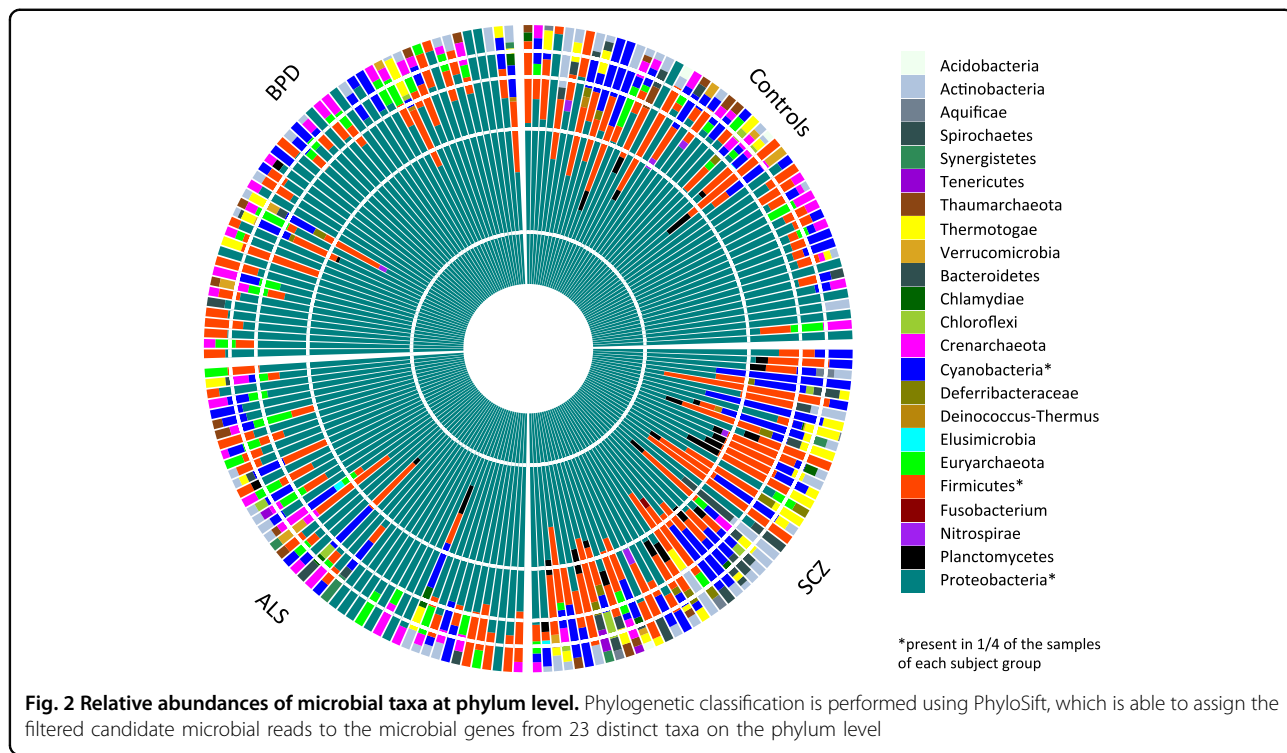 BPD
Controls
ALS
SCZ
Acidobacteria
Actinobacteria
Aquificae
Spirochaetes
Synergistetes
Tenericutes
Thaumarchaeota
Thermotogae
Verrucomicrobia
Bacteroidetes
Chlamydiae
Chloroflexi
Crenarchaeota
Cyanobacteria*
Deferribacteraceae
Deinococcus-Thermus
Elusimicrobia
Euryarchaeota
Firmicutes*
Fusobacterium
Nitrospirae
Planctomycetes
Proteobacteria*
*present in 1/4 of the samples
of each subject group
Fig. 2 Relative abundances of microbial taxa at phylum level. Phylogenetic classification is performed using PhyloSift, which is able to assign the
filtered candidate microbial reads to the microbial genes from 23 distinct taxa on the phylum level